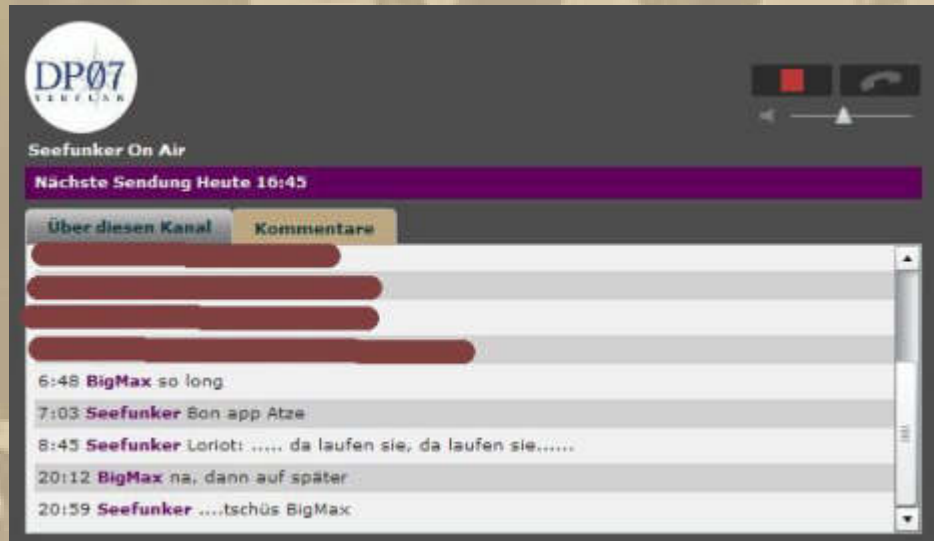 DP07
SEEFUNK
Seefunker On Air
Nächste Sendung Heute 16:45
Über diesen Kanal Kommentare
6:48 BigMax so long
7:03 Seefunker Bon app Atze
8:45 Seefunker Loriot: ..... da laufen sie, da laufen sie......
20:12 BigMax na, dann auf später
20:59 Seefunker ....tschüs BigMax